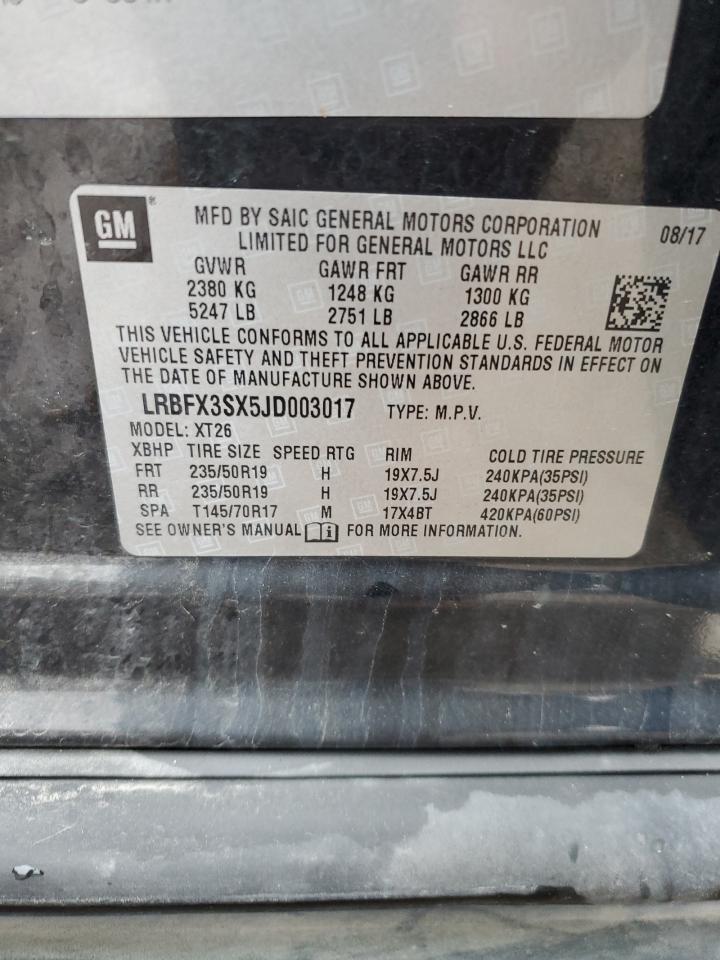 GM ®
MFD BY SAIC GENERAL MOTORS CORPORATION 08/17
LIMITED FOR GENERAL MOTORS LLC
GVWR GAWR FRT GAWR RR
2380 KG 1248 KG 1300 KG
5247 LB 2751 LB 2866 LB
THIS VEHICLE CONFORMS TO ALL APPLICABLE U.S. FEDERAL MOTOR
VEHICLE SAFETY AND THEFT PREVENTION STANDARDS IN EFFECT ON
THE DATE OF MANUFACTURE SHOWN ABOVE.
LRBFX3SX5JD003017 TYPE: M.P.V.
MODEL: XT26
XBHP TIRE SIZE SPEED RTG RIM COLD TIRE PRESSURE
FRT 235/50R19 H 19X7.5J 240KPA(35PSI)
RR 235/50R19 H 19X7.5J 240KPA(35PSI)
SPA T145/70R17 M 17X4BT 420KPA(60PSI)
SEE OWNER'S MANUAL i FOR MORE INFORMATION.